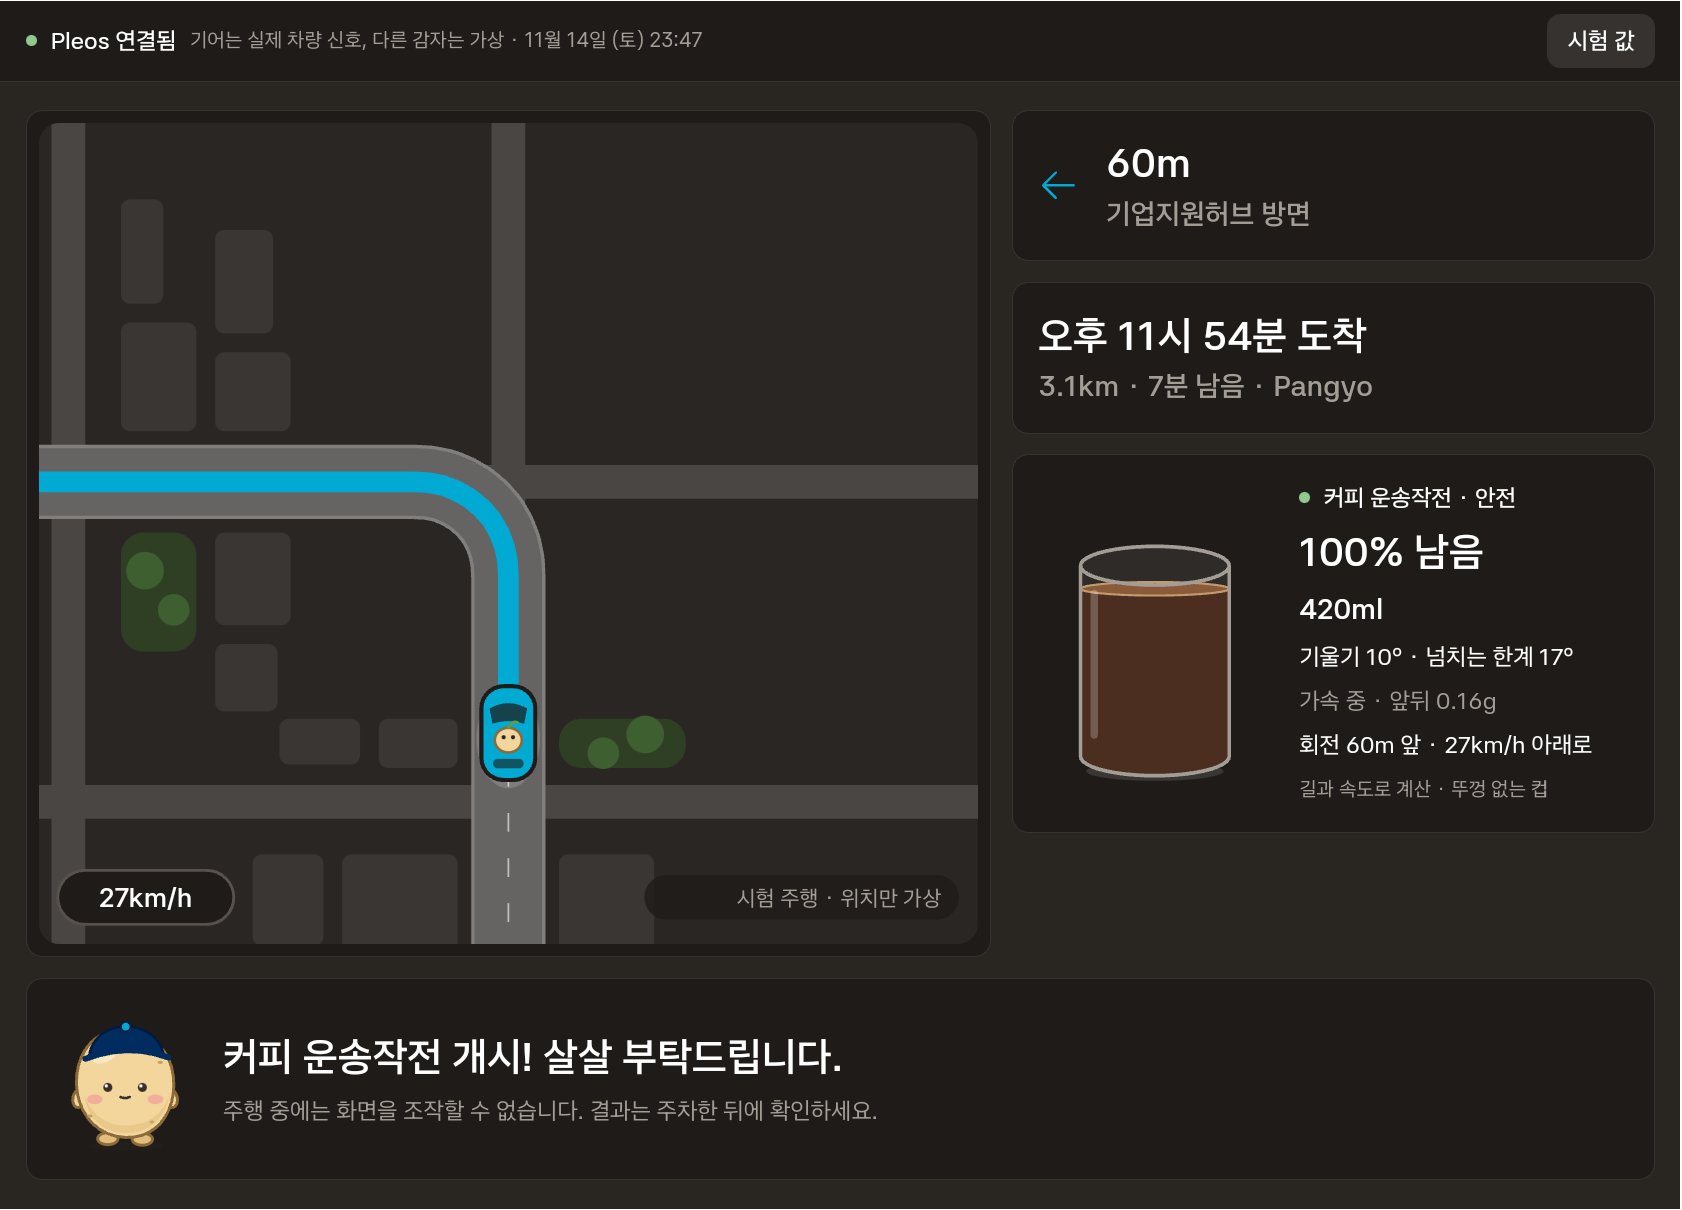 Pleos 연결됨 기어는 실제 차량 신호, 다른 감자는 가상 · 11월 14일 (토) 23:47
시험 값
60m
기업지원허브 방면
오후 11시 54분 도착
3.1km · 7분 남음 · Pangyo
커피 운송작전 · 안전
100% 남음
420ml
기울기 10° · 넘치는 한계 17°
가속 중 · 앞뒤 0.16g
회전 60m 앞 · 27km/h 아래로
길과 속도로 계산 · 뚜껑 없는 컵
27km/h
시험 주행 · 위치만 가상
커피 운송작전 개시! 살살 부탁드립니다.
주행 중에는 화면을 조작할 수 없습니다. 결과는 주차한 뒤에 확인하세요.